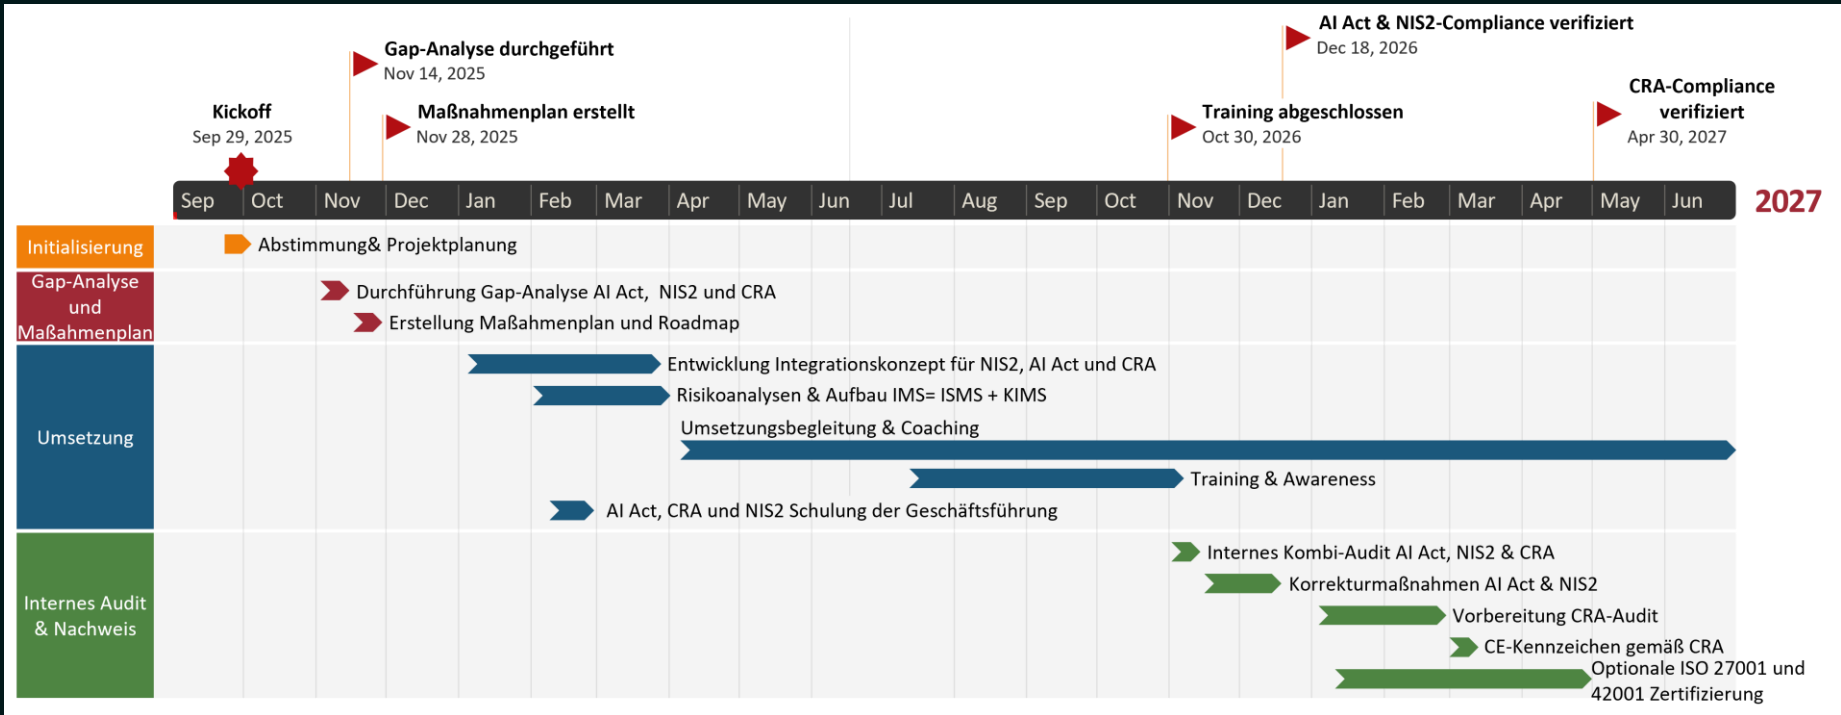 AI Act & NIS2-Compliance verifiziert
Dec 18, 2026
Gap-Analyse durchgeführt
Nov 14, 2025
CRA-Compliance
verifiziert
Apr 30, 2027
Kickoff
Sep 29, 2025
Maßnahmenplan erstellt
Nov 28, 2025
Training abgeschlossen
Oct 30, 2026
Sep Oct Nov Dec Jan Feb Mar Apr May Jun Jul Aug Sep Oct Nov Dec Jan Feb Mar Apr May Jun 2027
Initialisierung
Abstimmung& Projektplanung
Gap-Analyse
und
Maßahmenplan
Durchführung Gap-Analyse AI Act, NIS2 und CRA
Erstellung Maßahmenplan und Roadmap
Umsetzung
Entwicklung Integrationskonzept für NIS2, AI Act und CRA
Risikoanalysen & Aufbau IMS= ISMS + KIMS
Umsetzungsbegleitung & Coaching
Training & Awareness
AI Act, CRA und NIS2 Schulung der Geschäftsführung
Internes Audit
& Nachweis
Internes Kombi-Audit AI Act, NIS2 & CRA
Korrekturmaßnahmen AI Act & NIS2
Vorbereitung CRA-Audit
CE-Kennzeichen gemäß CRA
Optionale ISO 27001 und
42001 Zertifizierung